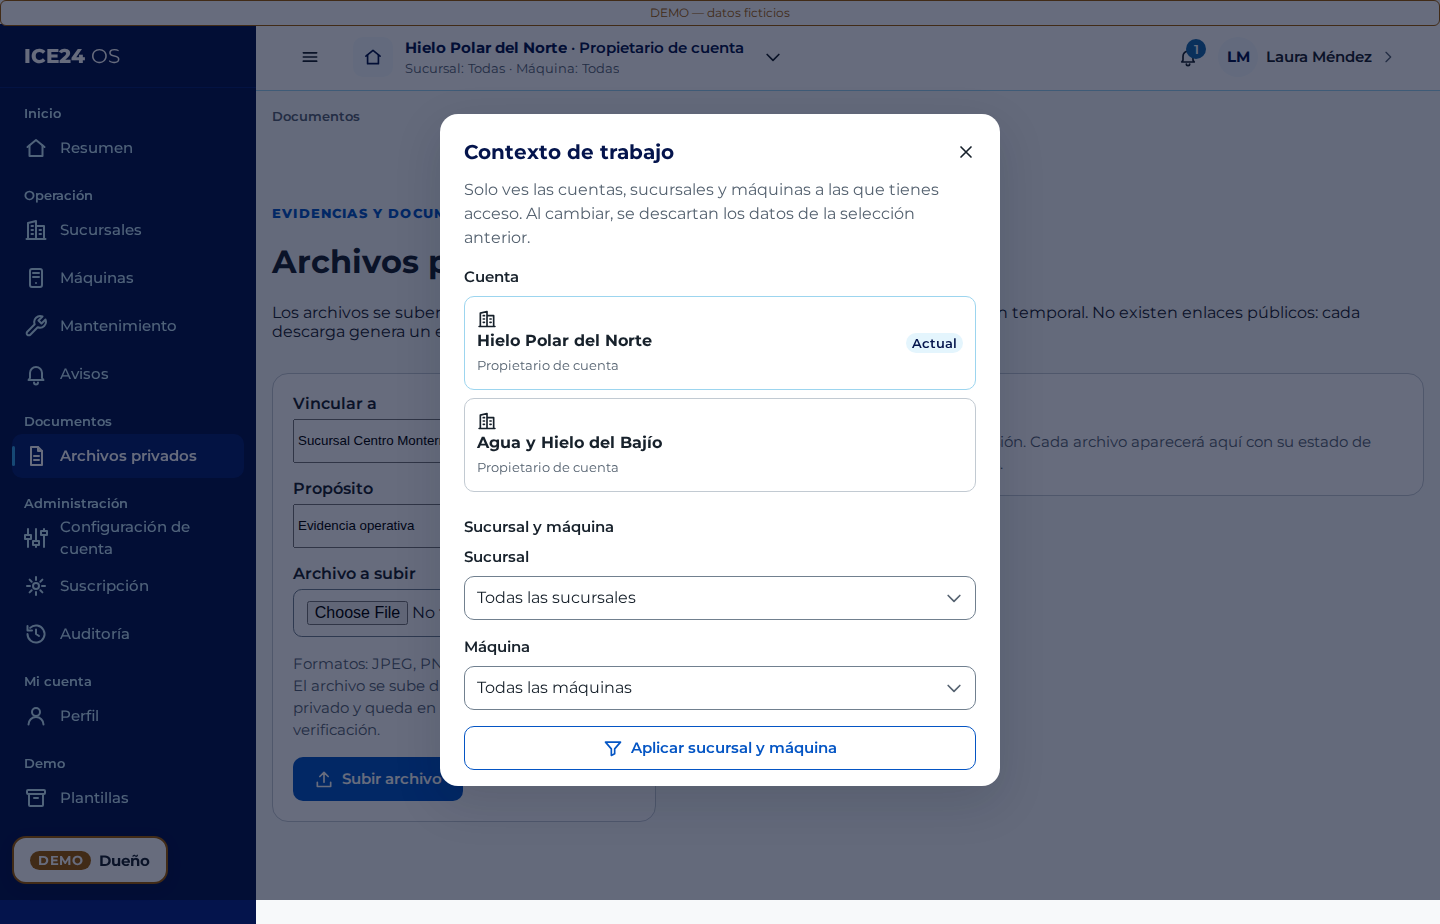 DEMO — datos ficticios
ICE24 OS
Hielo Polar del Norte · Propietario de cuenta
Sucursal: Todas · Máquina: Todas
1
LM
Laura Méndez
Inicio
Resumen
Operación
Sucursales
Máquinas
Mantenimiento
Avisos
Documentos
Archivos privados
Administración
Configuración de
cuenta
Suscripción
Auditoría
Mi cuenta
Perfil
Demo
Plantillas
DEMO Dueño
Documentos
EVIDENCIAS Y
Archivos
Los archivos se
temporal. No existen enlaces públicos: cada
descarga genera un
Vincular a
Sucursal Centro
Propósito
Evidencia operativa
Archivo a subir
Choose File No
Formatos: JPEG,
El archivo se sube
privado y queda en
verificación.
Subir archivo
Cada archivo aparecerá aquí con su estado de
Contexto de trabajo
Solo ves las cuentas, sucursales y máquinas a las que tienes
acceso. Al cambiar, se descartan los datos de la selección
anterior.
Cuenta
Hielo Polar del Norte
Propietario de cuenta
Actual
Agua y Hielo del Bajío
Propietario de cuenta
Sucursal y máquina
Sucursal
Todas las sucursales
Máquina
Todas las máquinas
Aplicar sucursal y máquina